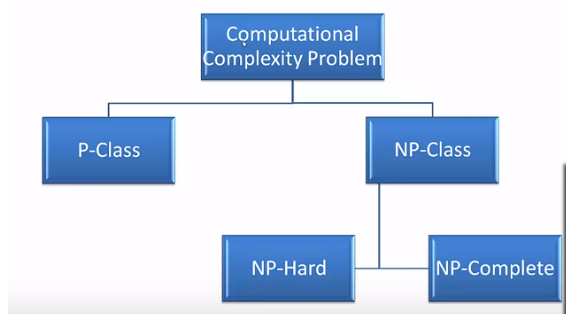 Computational
Complexity Problem
P-Class
NP-Class
NP-Hard
NP-Complete